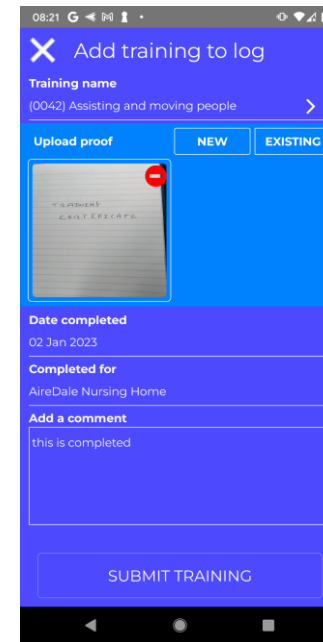 08:21 G
Add training to log
Training name
(0042) Assisting and moving people
Upload proof
NEW
EXISTING
TRAINING
CERTIFICATE
Date completed
02 Jan 2023
Completed for
AireDale Nursing Home
Add a comment
this is completed
SUBMIT TRAINING